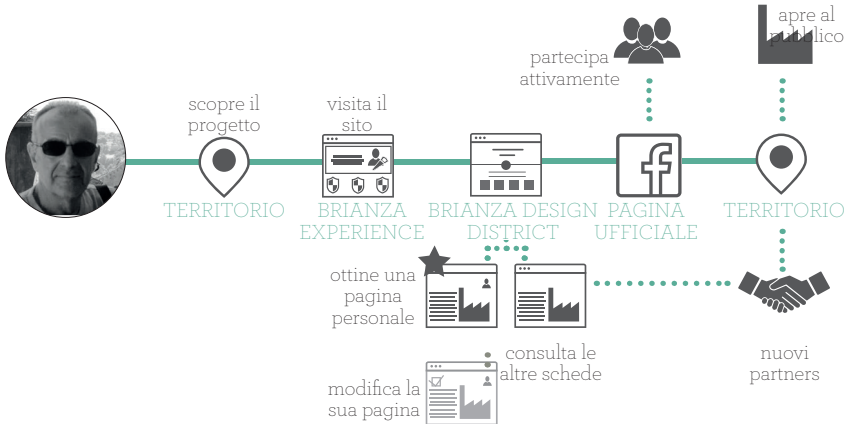 apre al
pubblico
partecipa
attivamente
scopre il
progetto
visita il
sito
TERRITORIO
BRIANZA
EXPERIENCE
BRIANZA DESIGN
DISTRICT
PAGINA
UFFICIALE
TERRITORIO
ottine una
pagina
personale
consulta le
altre schede
nuovi
partners
modifica la
sua pagina